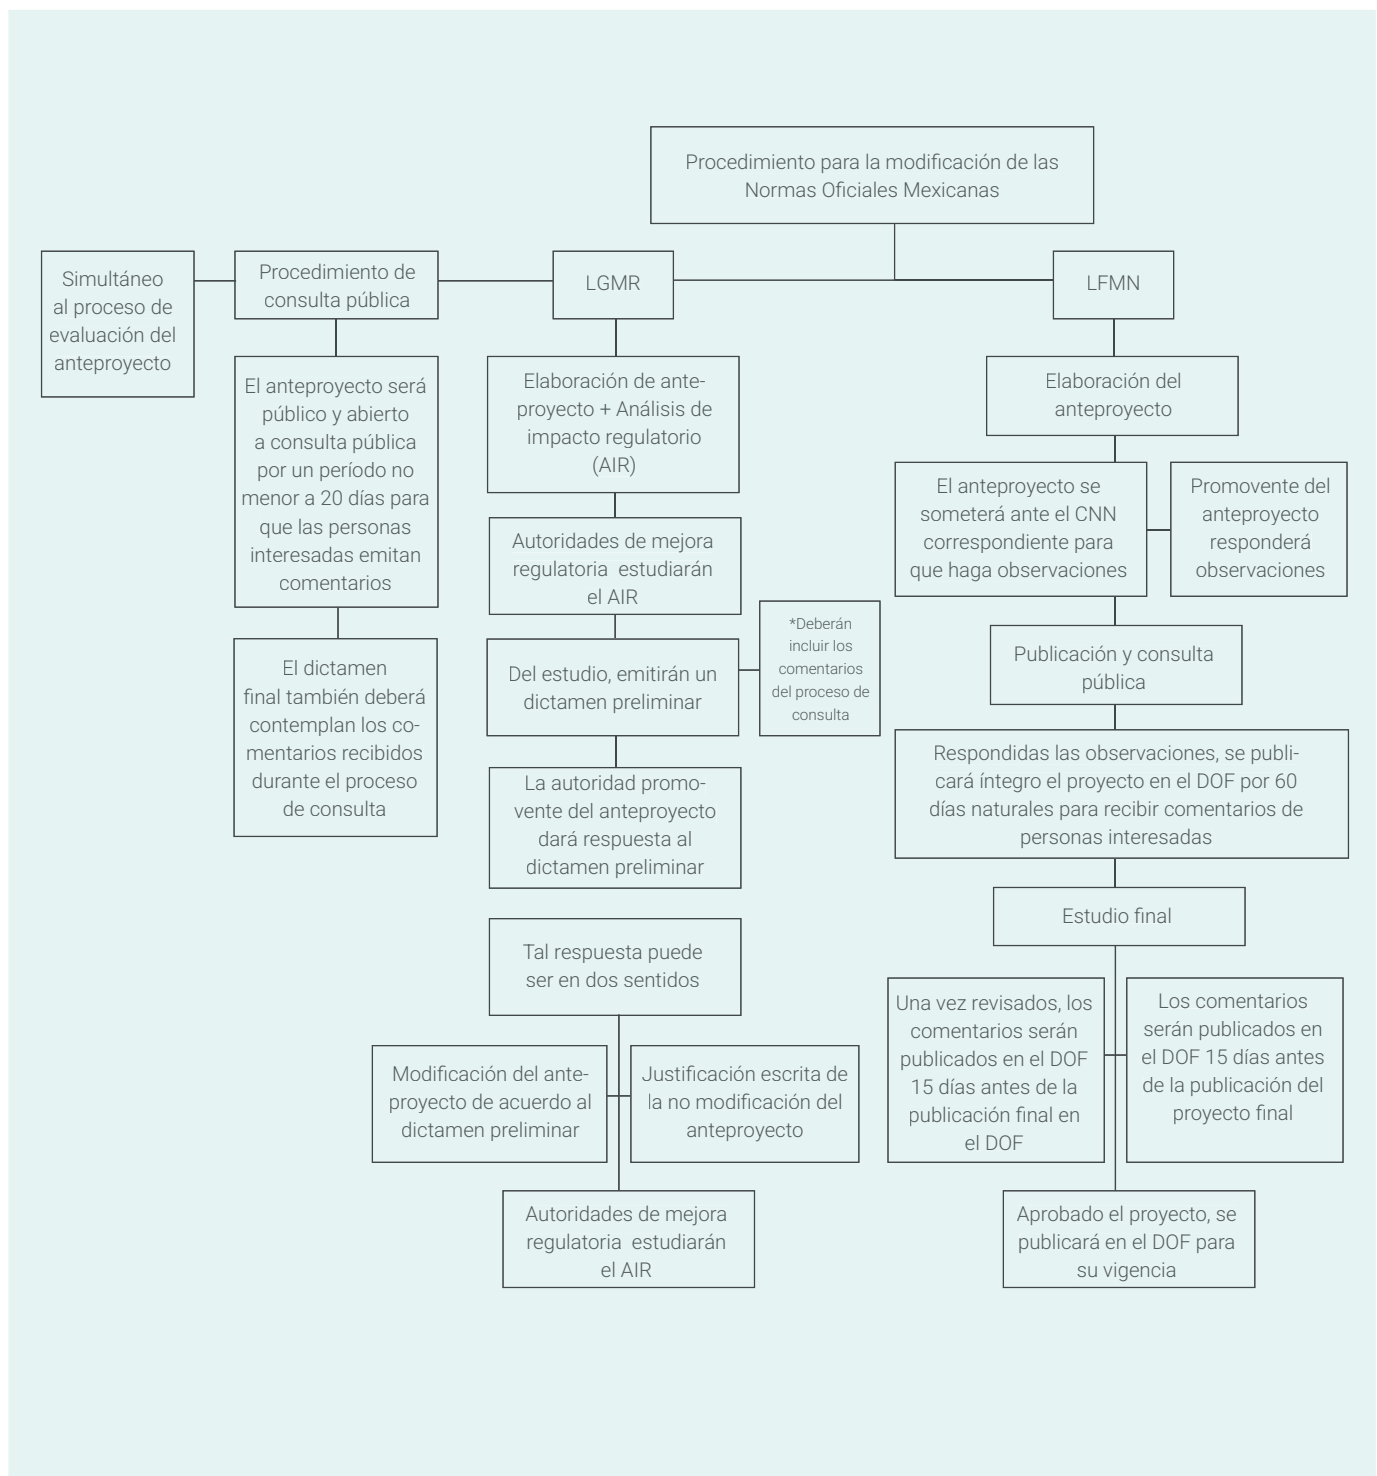 Procedimiento para la modificación de las
Normas Oficiales Mexicanas
Simultáneo
al proceso de
evaluación del
anteproyecto
Procedimiento de
consulta pública
El anteproyecto será
público y abierto
a consulta pública
por un período no
menor a 20 días para
que las personas
interesadas emitan
comentarios
El dictamen
final también deberá
contemplan los co-
mentarios recibidos
durante el proceso
de consulta
LGMR
Elaboración de ante-
proyecto + Análisis de
impacto regulatorio
(AIR)
Autoridades de mejora
regulatoria estudiarán
el AIR
Del estudio, emitirán un
dictamen preliminar
*Deberán
incluir los
comentarios
del proceso de
consulta
La autoridad promo-
vente del anteproyecto
dará respuesta al
dictamen preliminar
Tal respuesta puede
ser en dos sentidos
Modificación del ante-
proyecto de acuerdo al
dictamen preliminar
Justificación escrita de
la no modificación del
anteproyecto
Autoridades de mejora
regulatoria estudiarán
el AIR
LFMN
Elaboración del
anteproyecto
El anteproyecto se
someterá ante el CNN
correspondiente para
que haga observaciones
Promovente del
anteproyecto
responderá
observaciones
Publicación y consulta
pública
Respondidas las observaciones, se publi-
cará íntegro el proyecto en el DOF por 60
días naturales para recibir comentarios de
personas interesadas
Estudio final
Una vez revisados, los
comentarios serán
publicados en el DOF
15 días antes de la
publicación final en
el DOF
Los comentarios
serán publicados en
el DOF 15 días antes
de la publicación del
proyecto final
Aprobado el proyecto, se
publicará en el DOF para
su vigencia